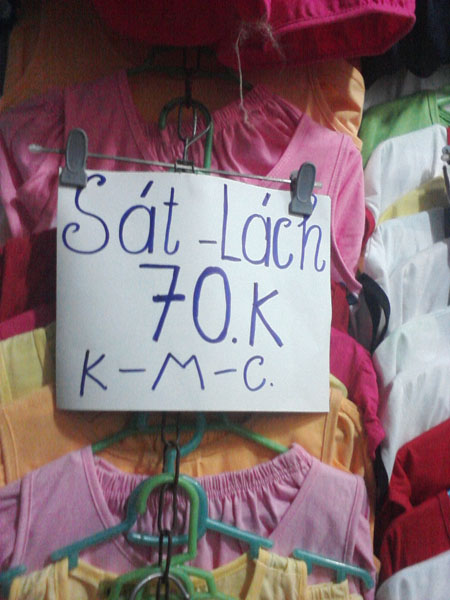 Sát - Lách
70.K
K - M - C.